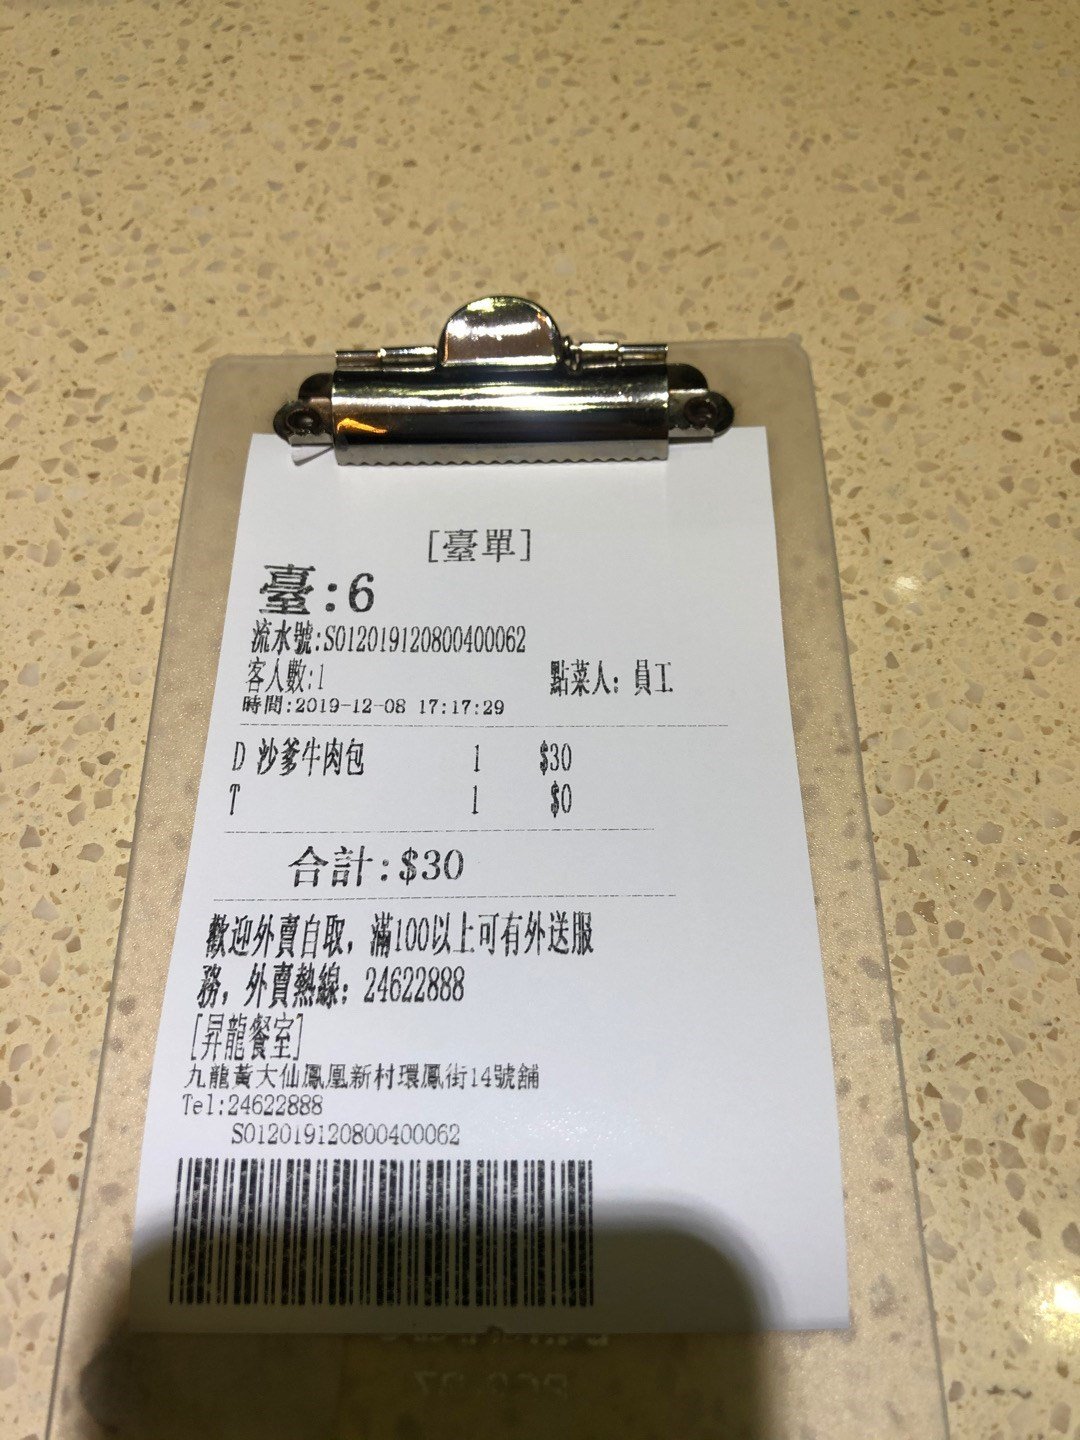 [臺單]
臺:6
流水號:S012019120800400062
客人數:1 點菜人: 員工
時間:2019-12-08 17:17:29
D 沙爹牛肉包 1 $30
T 1 $0
合計:$30
歡迎外賣自取, 滿100以上可有外送服
務, 外賣熱線: 24622888
[昇龍餐室]
九龍黃大仙鳳凰新村環鳳街14號舖
Tel:24622888
S012019120800400062